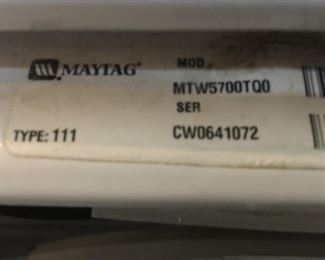 MAYTAG
MOD
MTW5700TQ0
SER
TYPE: 111
CW0641072